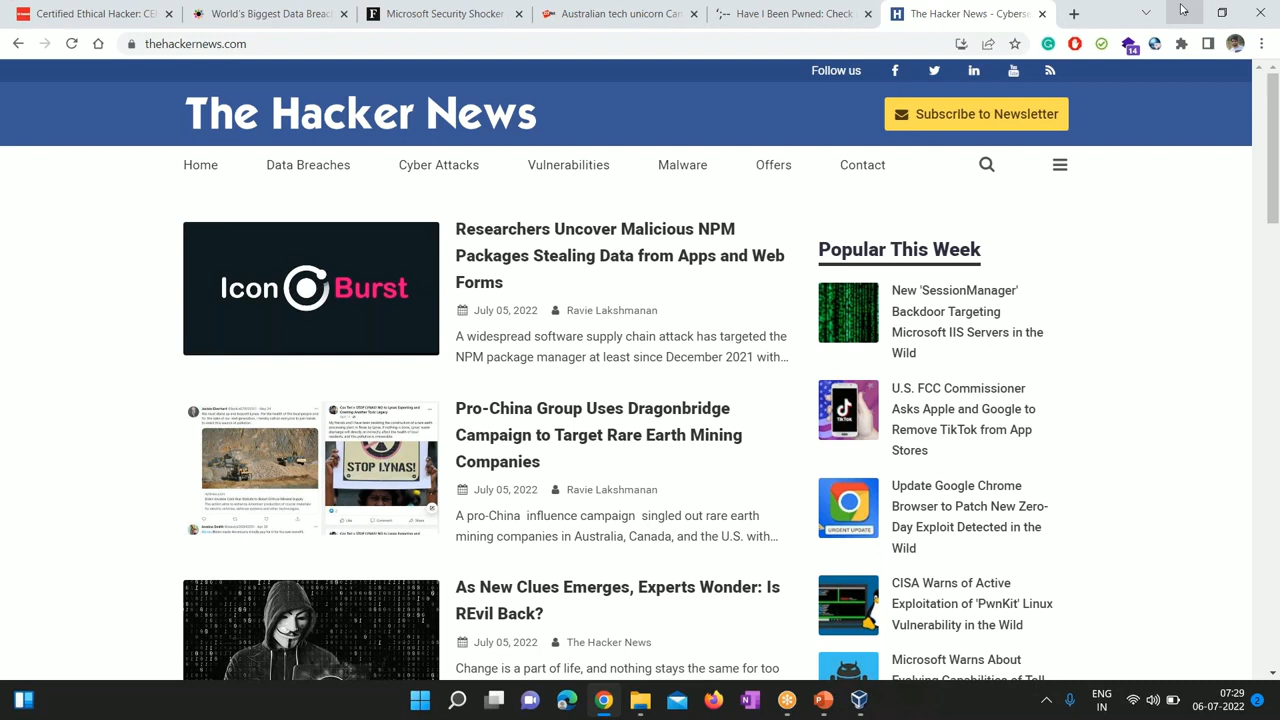 Certified Ethical Hacker: CE
World's Biggest Data Breaches
Microsoft Security Shocker
Australian tech unicorn Can
Have I Been Pwned: Check
The Hacker News - Cyberse
thehackernews.com
14
Follow us
The Hacker News
Subscribe to Newsletter
Home
Data Breaches
Cyber Attacks
Vulnerabilities
Malware
Offers
Contact
Icon Burst
Researchers Uncover Malicious NPM
Packages Stealing Data from Apps and Web
Forms
July 05, 2022 Ravie Lakshmanan
A widespread software supply chain attack has targeted the
NPM package manager at least since December 2021 with...
STOP LYNAS!
Pro-China Group Uses Dragonbridge
Campaign to Target Rare Earth Mining
Companies
July 05, 2022 Ravie Lakshmanan
A pro-China influence campaign singled out rare earth
mining companies in Australia, Canada, and the U.S. with...
As New Clues Emerges, Experts Wonder: Is
REvil Back?
July 05, 2022 The Hacker News
Change is a part of life, and nothing stays the same for too
Popular This Week
New 'SessionManager'
Backdoor Targeting
Microsoft IIS Servers in the
Wild
TikTok
U.S. FCC Commissioner
Asks Apple and Google to
Remove TikTok from App
Stores
URGENT UPDATE
Update Google Chrome
Browser to Patch New Zero-
Day Exploit Detected in the
Wild
CISA Warns of Active
Exploitation of 'PwnKit' Linux
Vulnerability in the Wild
Microsoft Warns About
Evolving Capabilities of Toll
ENG
IN
07:29
06-07-2022
2